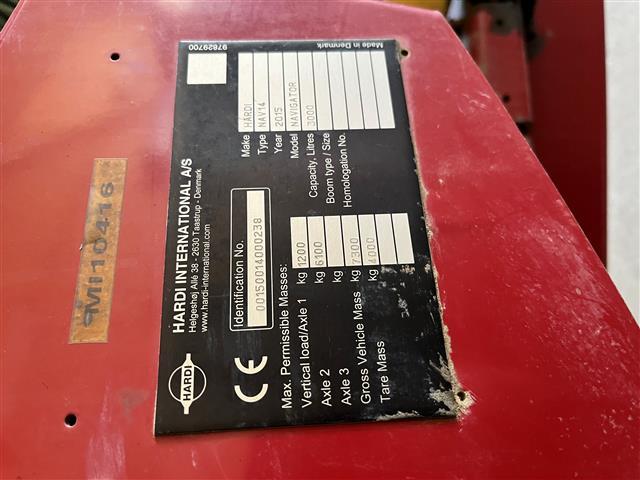 HARDI
HARDI INTERNATIONAL A/S
Helgeshøj Allé 38 - 2630 Taastrup - Denmark
www.hardi-international.com
CE
Identification No.
00150014000238
Max. Permissible Masses:
Vertical load/Axle 1 kg 1200
Axle 2 kg 6100
Axle 3 kg
Gross Vehicle Mass kg 7300
Tare Mass kg 4000
Make HARDI
Type NAV14
Year 2015
Model NAVIGATOR
Capacity, Litres 3000
Boom type / Size
Homologation No.
97829700
Made in Denmark
MI10416